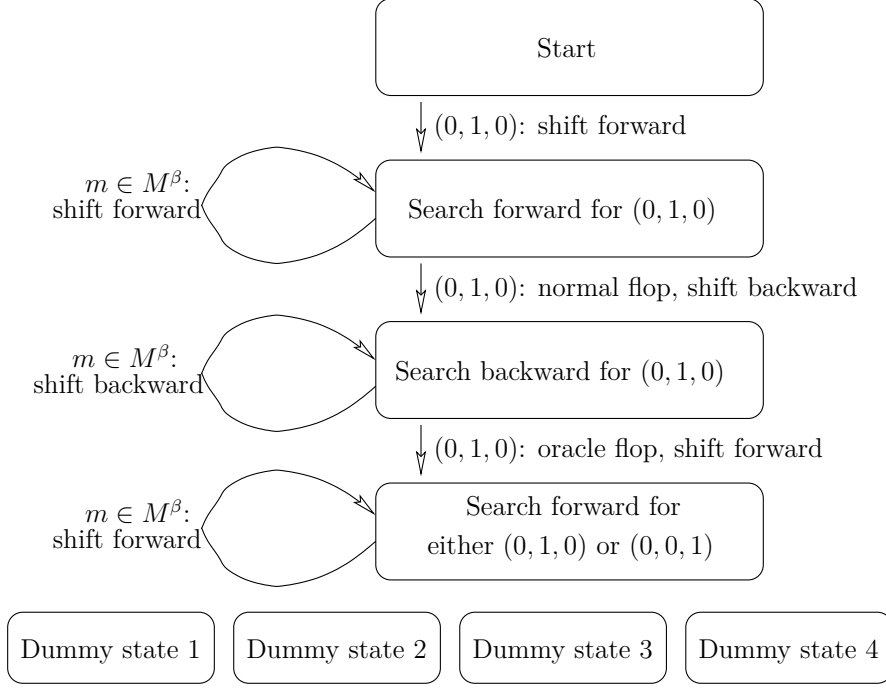 Start
(0, 1, 0): shift forward
m ∈ M^β:
shift forward
Search forward for (0, 1, 0)
(0, 1, 0): normal flop, shift backward
m ∈ M^β:
shift backward
Search backward for (0, 1, 0)
(0, 1, 0): oracle flop, shift forward
m ∈ M^β:
shift forward
Search forward for
either (0, 1, 0) or (0, 0, 1)
Dummy state 1
Dummy state 2
Dummy state 3
Dummy state 4